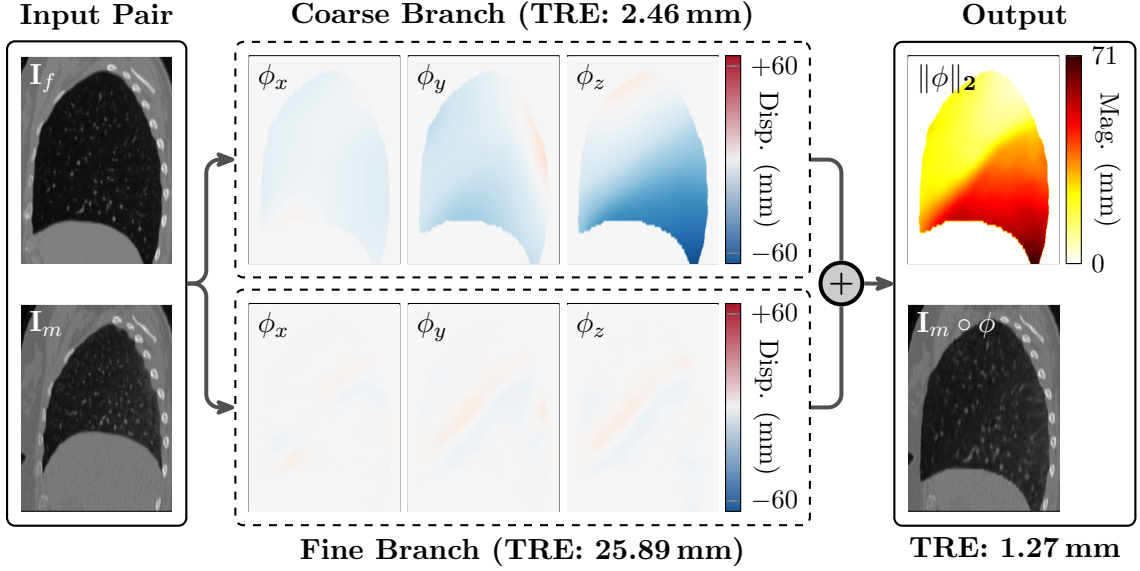 Input Pair
Coarse Branch (TRE: 2.46 mm)
Output
I_f
ϕ_x
ϕ_y
ϕ_z
+60
Disp. (mm)
−60
‖ϕ‖₂
71
Mag. (mm)
0
+
I_m
ϕ_x
ϕ_y
ϕ_z
+60
Disp. (mm)
−60
I_m ∘ ϕ
Fine Branch (TRE: 25.89 mm)
TRE: 1.27 mm